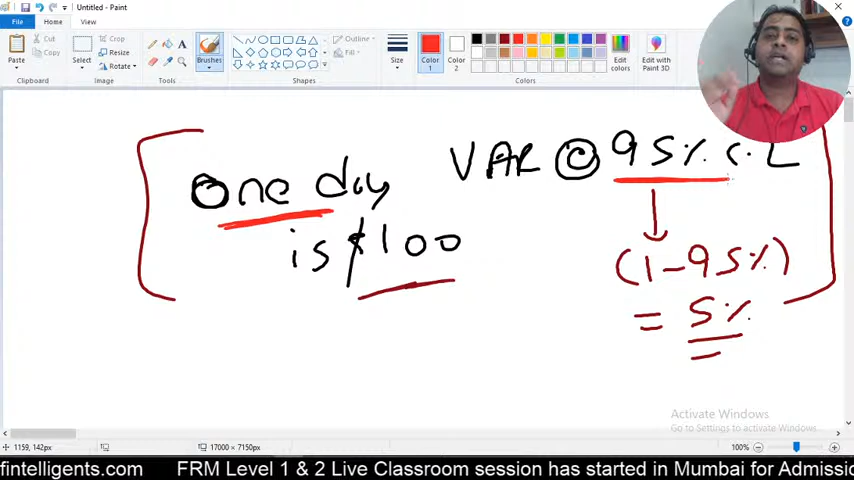 Untitled - Paint
File Home View
Paste Cut Copy Clipboard
Select Crop Resize Rotate Image
Tools
Brushes
Outline Fill Shapes
Size
Color 1 Color 2 Colors
Edit colors
Edit with Paint 3D
One day VAR @ 95% C.L
is $100
(1-95%)
= 5%
Activate Windows
Go to Settings to activate Windows.
1159, 142px 17000 × 7150px 100%
fintelligents.com FRM Level 1 & 2 Live Classroom session has started in Mumbai for Admissio